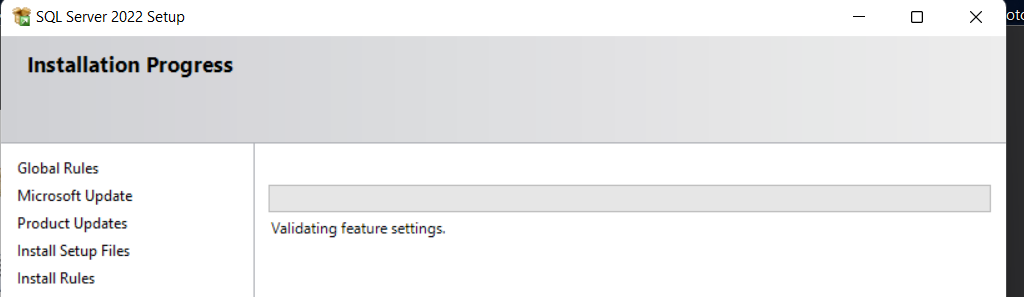 SQL Server 2022 Setup
Installation Progress
Global Rules
Microsoft Update
Product Updates
Install Setup Files
Install Rules
Validating feature settings.